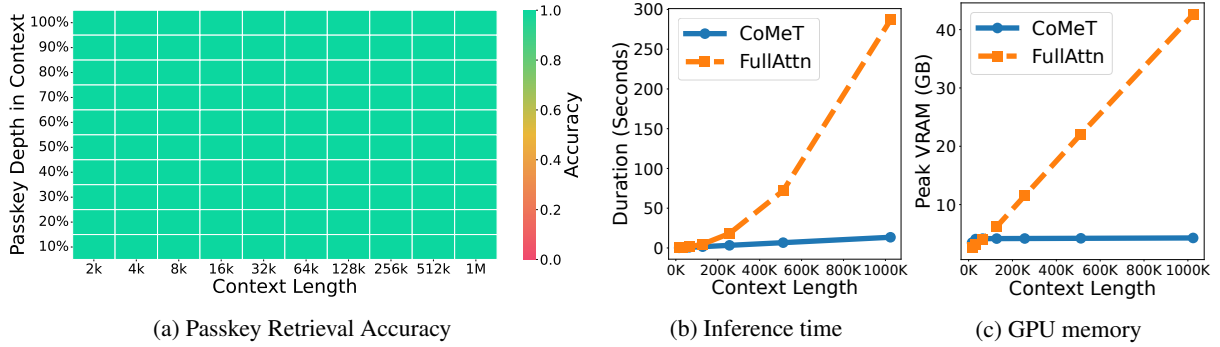 Passkey Depth in Context
100%
90%
80%
70%
60%
50%
40%
30%
20%
10%
2k 4k 8k 16k 32k 64k 128k 256k 512k 1M
Context Length
1.0
0.8
0.6
0.4
0.2
0.0
Accuracy
(a) Passkey Retrieval Accuracy
Duration (Seconds)
300
250
200
150
100
50
0
CoMeT
FullAttn
0K 200K 400K 600K 800K 1000K
Context Length
(b) Inference time
Peak VRAM (GB)
40
30
20
10
CoMeT
FullAttn
0K 200K 400K 600K 800K 1000K
Context Length
(c) GPU memory